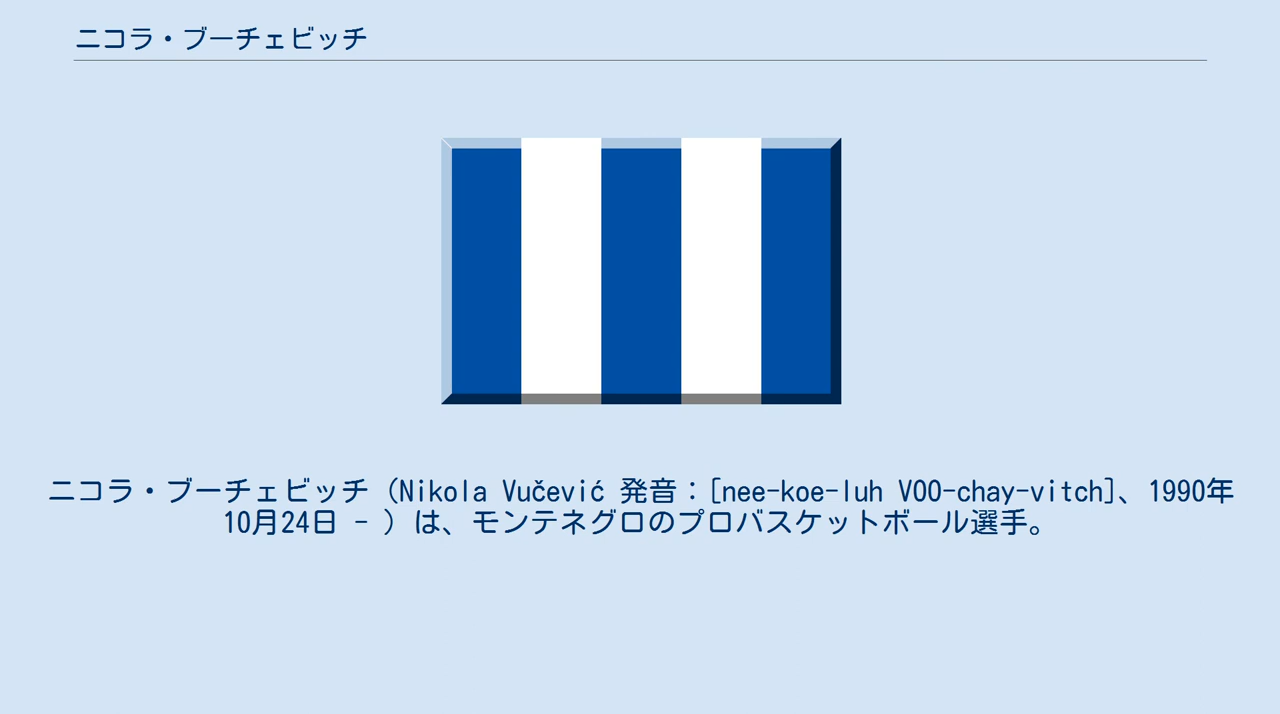 ニコラ・ブーチェビッチ
ニコラ・ブーチェビッチ（Nikola Vučević 発音：[nee-koe-luh VOO-chay-vitch]、1990年
10月24日 - ）は、モンテネグロのプロバスケットボール選手。